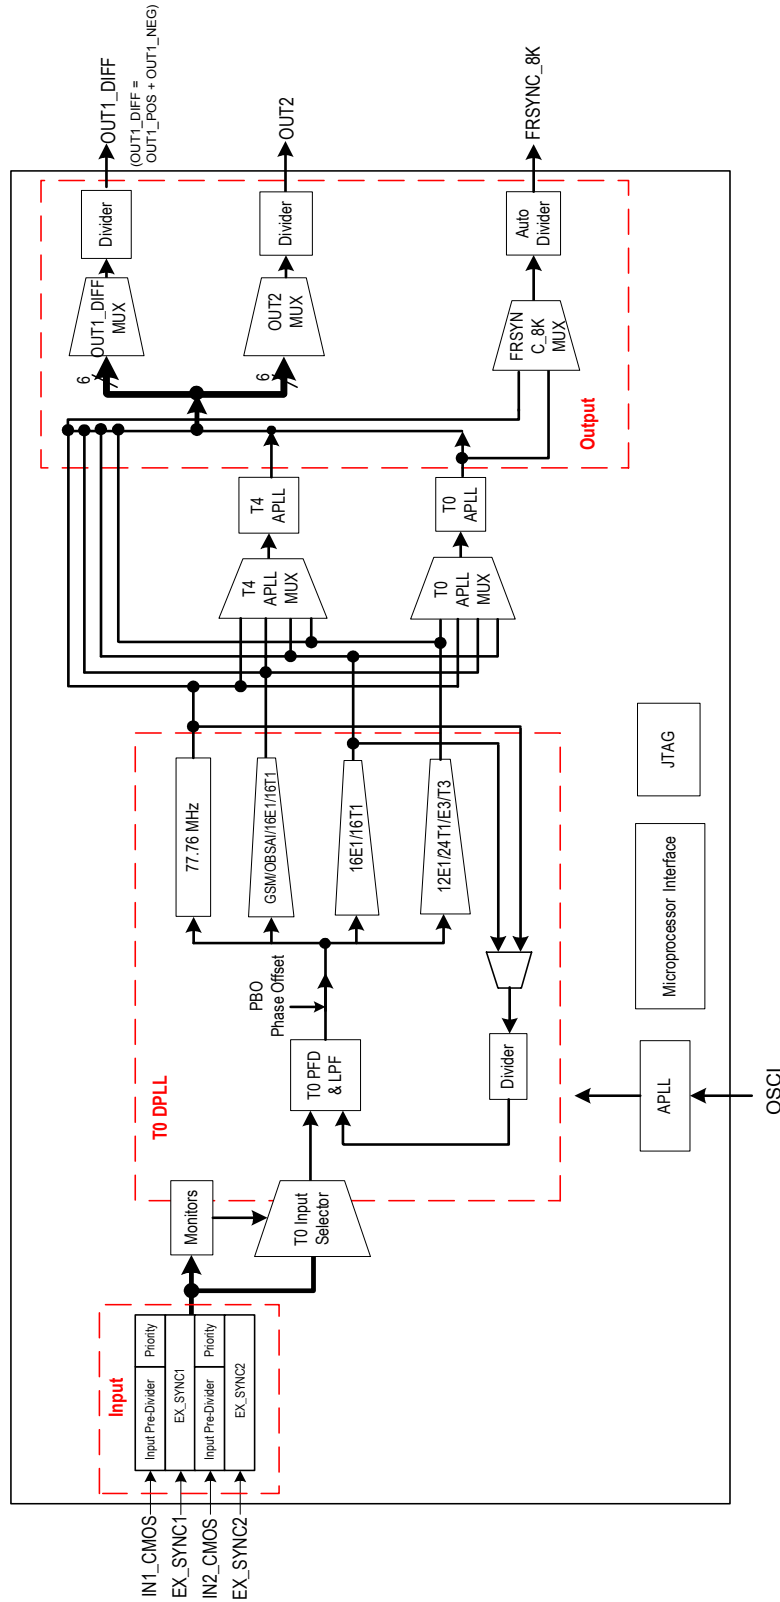 Input
IN1_CMOS
EX_SYNC1
IN2_CMOS
EX_SYNC2
Input Pre-Divider
Priority
EX_SYNC1
Input Pre-Divider
Priority
EX_SYNC2
Monitors
T0 Input
Selector
T0 DPLL
T0 PFD
& LPF
PBO
Phase Offset
77.76 MHz
GSM/OBSAI/16E1/16T1
16E1/16T1
12E1/24T1/E3/T3
Divider
T4
APLL
MUX
T4
APLL
T0
APLL
MUX
T0
APLL
Output
6
OUT1_DIFF
MUX
Divider
OUT1_DIFF
(OUT1_DIFF =
OUT1_POS + OUT1_NEG)
6
OUT2
MUX
Divider
OUT2
FRSYN
C_8K
MUX
Auto
Divider
FRSYNC_8K
OSCI
APLL
Microprocessor Interface
JTAG